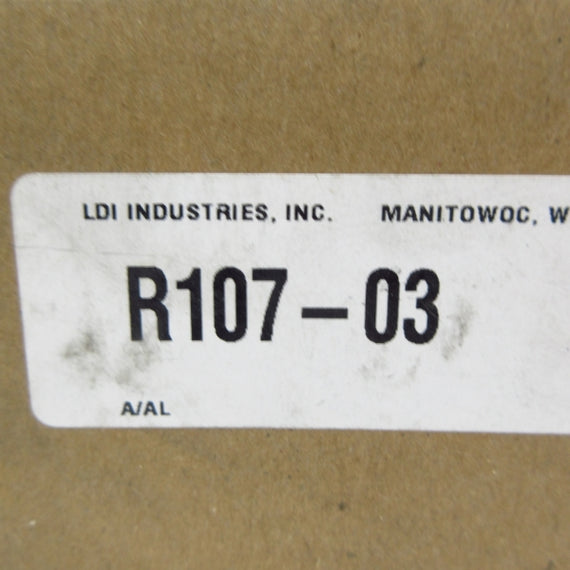 LDI INDUSTRIES, INC. MANITOWOC, W
R107-03
A/AL